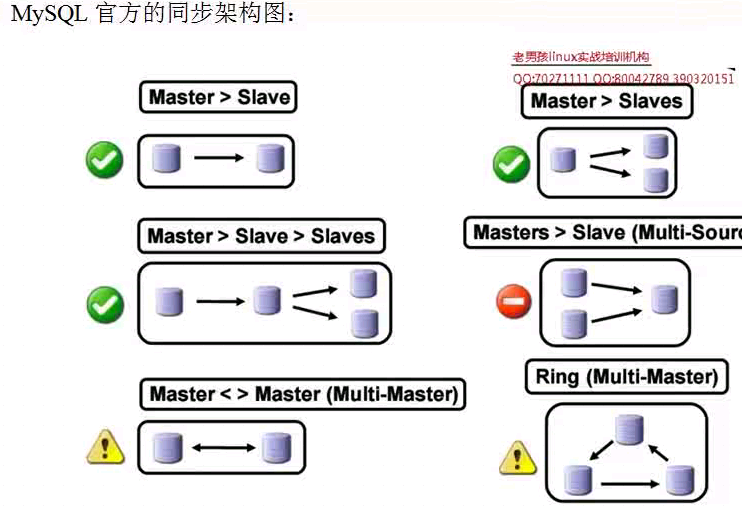 MySQL 官方的同步架构图：
老男孩linux实战培训机构
QQ:70271111 QQ:80042789 390320151
Master > Slave
Master > Slaves
Master > Slave > Slaves
Masters > Slave (Multi-Sourc
Master < > Master (Multi-Master)
Ring (Multi-Master)